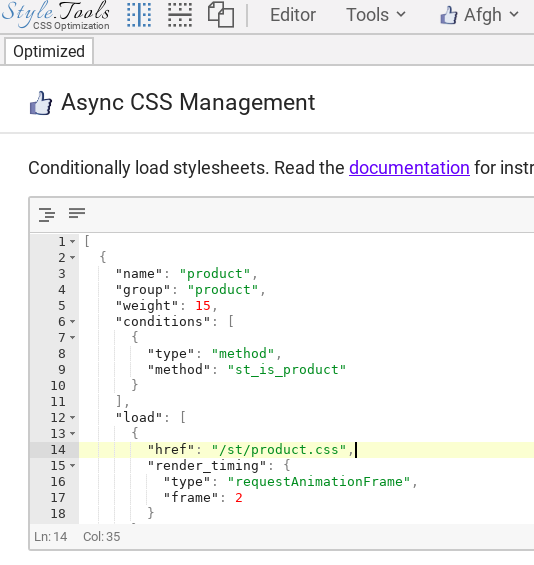 Style.Tools
CSS Optimization
Editor
Tools
Afgh
Optimized
Async CSS Management
Conditionally load stylesheets. Read the documentation for instr
1 [
2 {
3 "name": "product",
4 "group": "product",
5 "weight": 15,
6 "conditions": [
7 {
8 "type": "method",
9 "method": "st_is_product"
10 }
11 ],
12 "load": [
13 {
14 "href": "/st/product.css",
15 "render_timing": {
16 "type": "requestAnimationFrame",
17 "frame": 2
18 }
Ln: 14 Col: 35